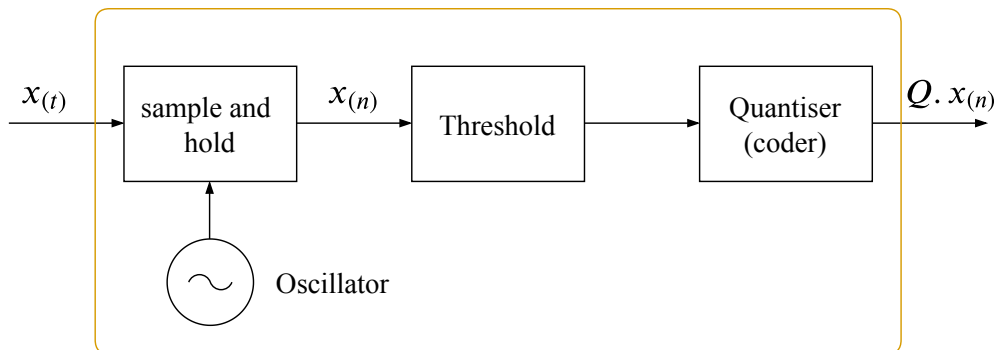 x(t)
sample and
hold
x(n)
Threshold
Quantiser
(coder)
Q. x(n)
Oscillator